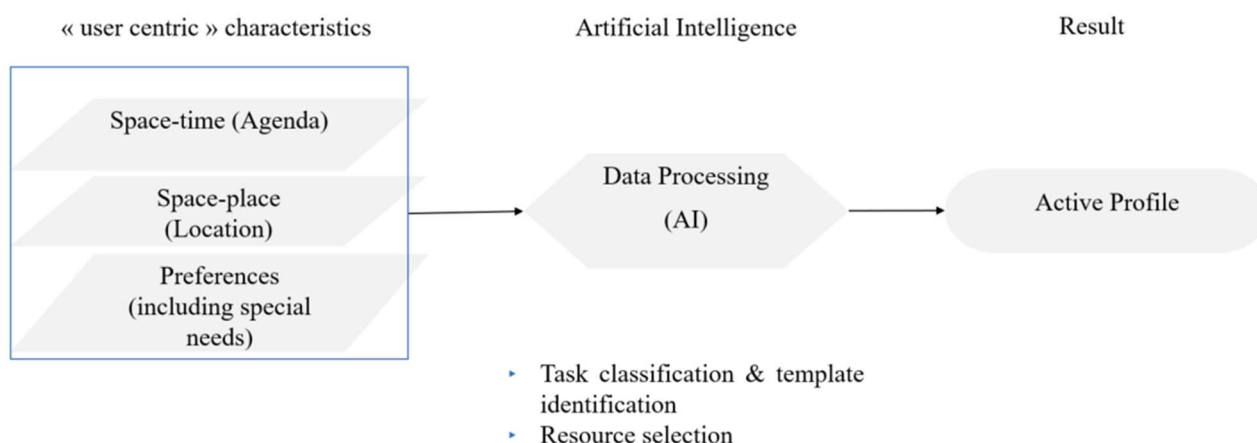 « user centric » characteristics
Artificial Intelligence
Result
Space-time (Agenda)
Space-place
(Location)
Preferences
(including special
needs)
Data Processing
(AI)
Active Profile
▸ Task classification & template
identification
▸ Resource selection